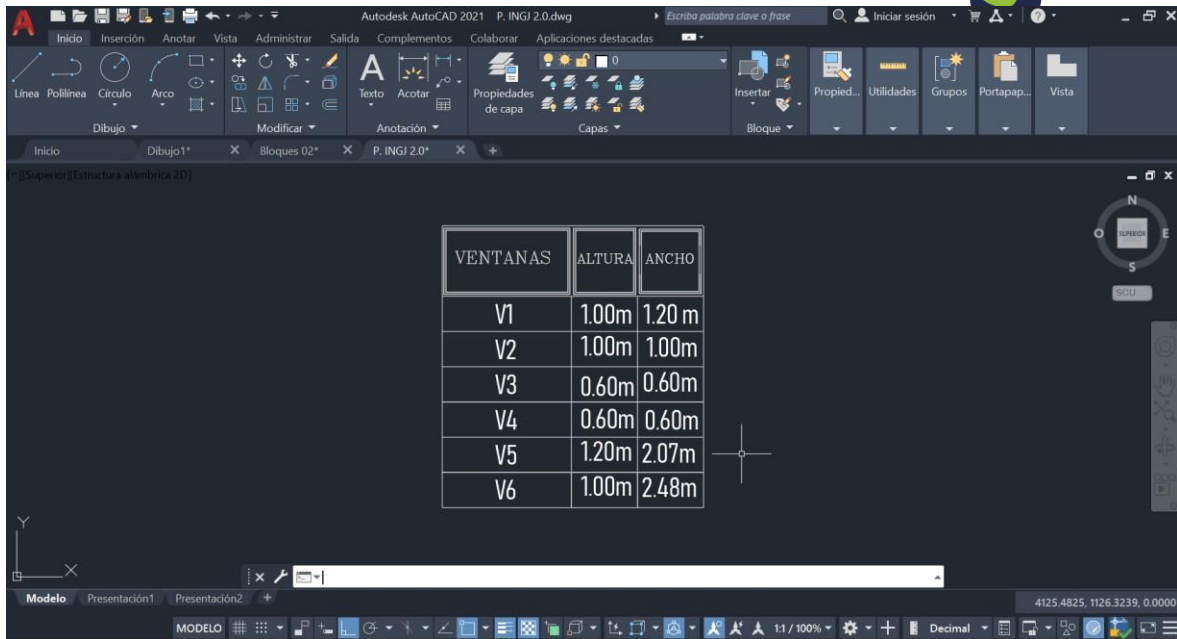 Autodesk AutoCAD 2021 P. INGJ 2.0.dwg Escriba palabra clave o frase Iniciar sesión
Inicio Inserción Anotar Vista Administrar Salida Complementos Colaborar Aplicaciones destacadas
0
Línea Polilínea Círculo Arco Texto Acotar Propiedades de capa Insertar Propied... Utilidades Grupos Portapap... Vista
Dibujo Modificar Anotación Capas Bloque
Inicio Dibujo1* Bloques 02* P. INGJ 2.0*
[-][Superior][Estructura alámbrica 2D]
N
O SUPERIOR E
S
SCU
VENTANAS ALTURA ANCHO
V1 1.00m 1.20 m
V2 1.00m 1.00m
V3 0.60m 0.60m
V4 0.60m 0.60m
V5 1.20m 2.07m
V6 1.00m 2.48m
Y
X
Modelo Presentación1 Presentación2 4125.4825, 1126.3239, 0.0000
MODELO 1:1 / 100% Decimal